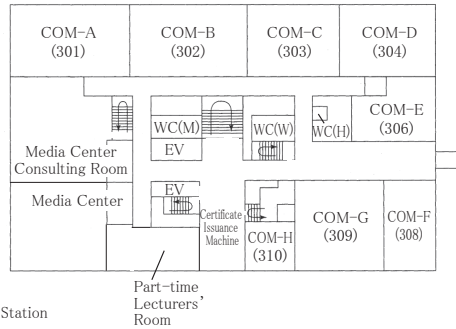 COM-A
(301)
COM-B
(302)
COM-C
(303)
COM-D
(304)
COM-E
(306)
WC(M)
WC(W)
WC(H)
EV
Media Center
Consulting Room
EV
Media Center
Certificate
Issuance
Machine
COM-H
(310)
COM-G
(309)
COM-F
(308)
Part-time
Lecturers'
Room
Station